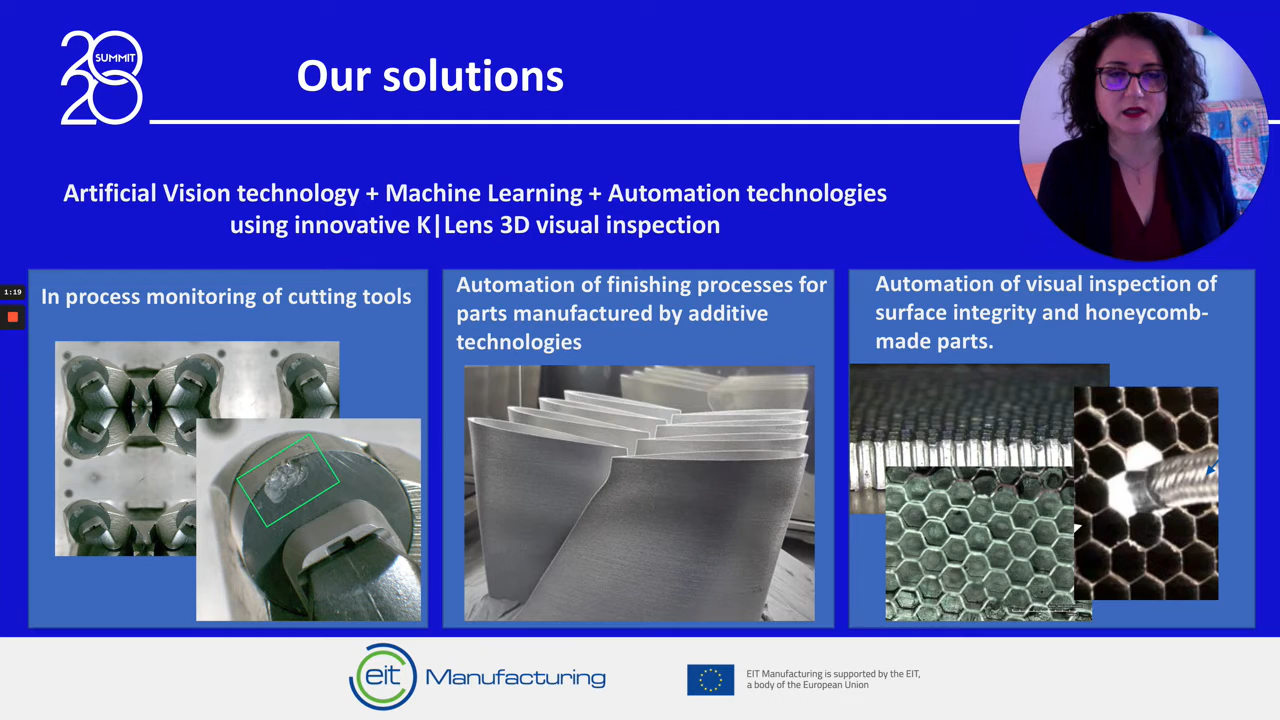 20
SUMMIT
20
Our solutions
Artificial Vision technology + Machine Learning + Automation technologies
using innovative K|Lens 3D visual inspection
1:19
In process monitoring of cutting tools
Automation of finishing processes for
parts manufactured by additive
technologies
Automation of visual inspection of
surface integrity and honeycomb-
made parts.
eit Manufacturing
EIT Manufacturing is supported by the EIT,
a body of the European Union